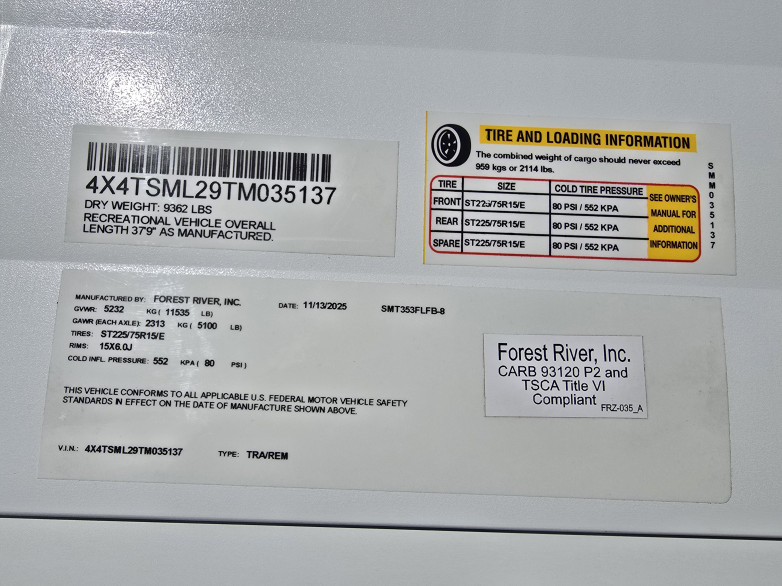 4X4TSML29TM035137
DRY WEIGHT: 9362 LBS
RECREATIONAL VEHICLE OVERALL
LENGTH 37'9" AS MANUFACTURED.
TIRE AND LOADING INFORMATION
The combined weight of cargo should never exceed
959 kgs or 2114 lbs.
TIRE SIZE COLD TIRE PRESSURE SEE OWNER'S MANUAL FOR ADDITIONAL INFORMATION
FRONT ST225/75R15/E 80 PSI / 552 KPA
REAR ST225/75R15/E 80 PSI / 552 KPA
SPARE ST225/75R15/E 80 PSI / 552 KPA
SMM035137
MANUFACTURED BY: FOREST RIVER, INC. DATE: 11/13/2025 SMT353FLFB-8
GVWR: 5232 KG ( 11535 LB)
GAWR (EACH AXLE): 2313 KG ( 5100 LB)
TIRES: ST225/75R15/E
RIMS: 15X6.0J
COLD INFL. PRESSURE: 552 KPA ( 80 PSI )
THIS VEHICLE CONFORMS TO ALL APPLICABLE U.S. FEDERAL MOTOR VEHICLE SAFETY
STANDARDS IN EFFECT ON THE DATE OF MANUFACTURE SHOWN ABOVE.
V.I.N.: 4X4TSML29TM035137 TYPE: TRA/REM
Forest River, Inc.
CARB 93120 P2 and
TSCA Title VI
Compliant
FRZ-035_A